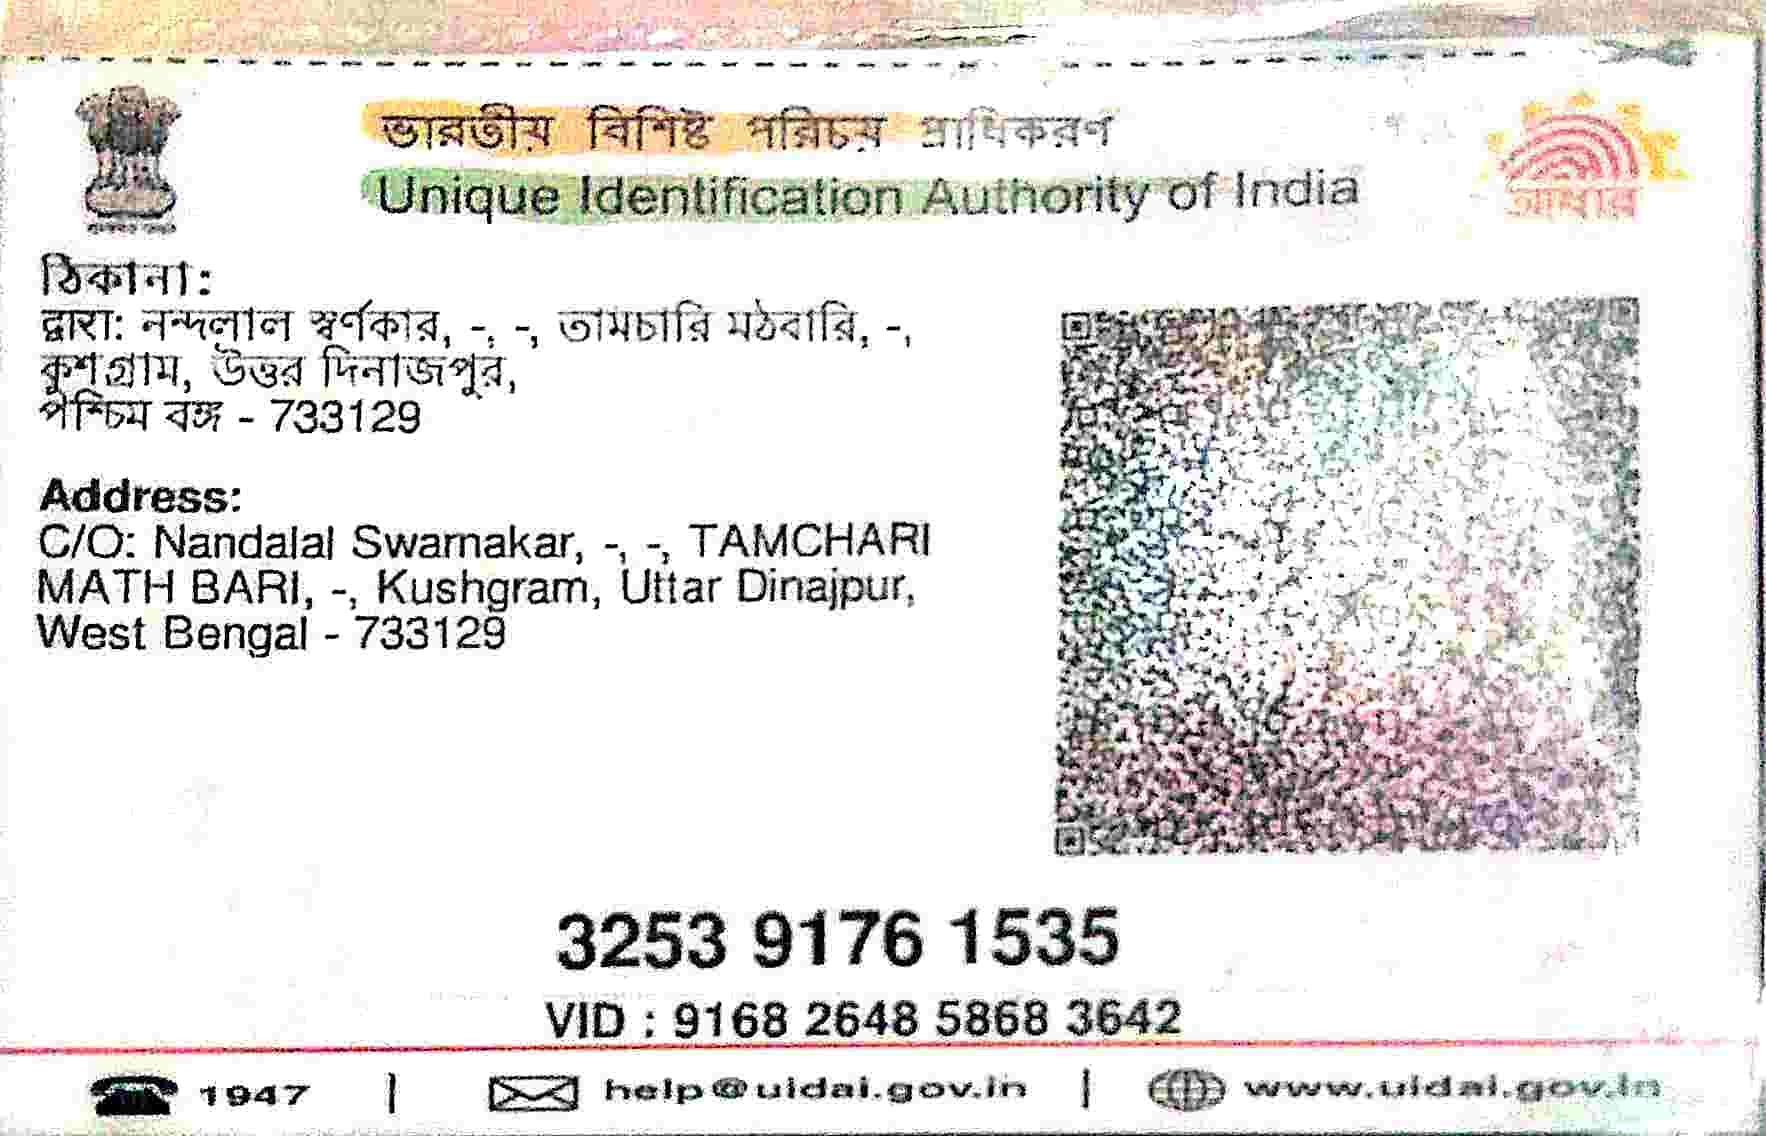 ভারতীয় বিশিষ্ট পরিচয় প্রাধিকরণ
Unique Identification Authority of India
আধার
ঠিকানা:
দ্বারা: নন্দলাল স্বর্ণকার, -, -, তামচারি মঠবারি, -,
কুশগ্রাম, উত্তর দিনাজপুর,
পশ্চিম বঙ্গ - 733129
Address:
C/O: Nandalal Swarnakar, -, -, TAMCHARI
MATH BARI, -, Kushgram, Uttar Dinajpur,
West Bengal - 733129
3253 9176 1535
VID : 9168 2648 5868 3642
1947 | help@uidai.gov.in | www.uidai.gov.in